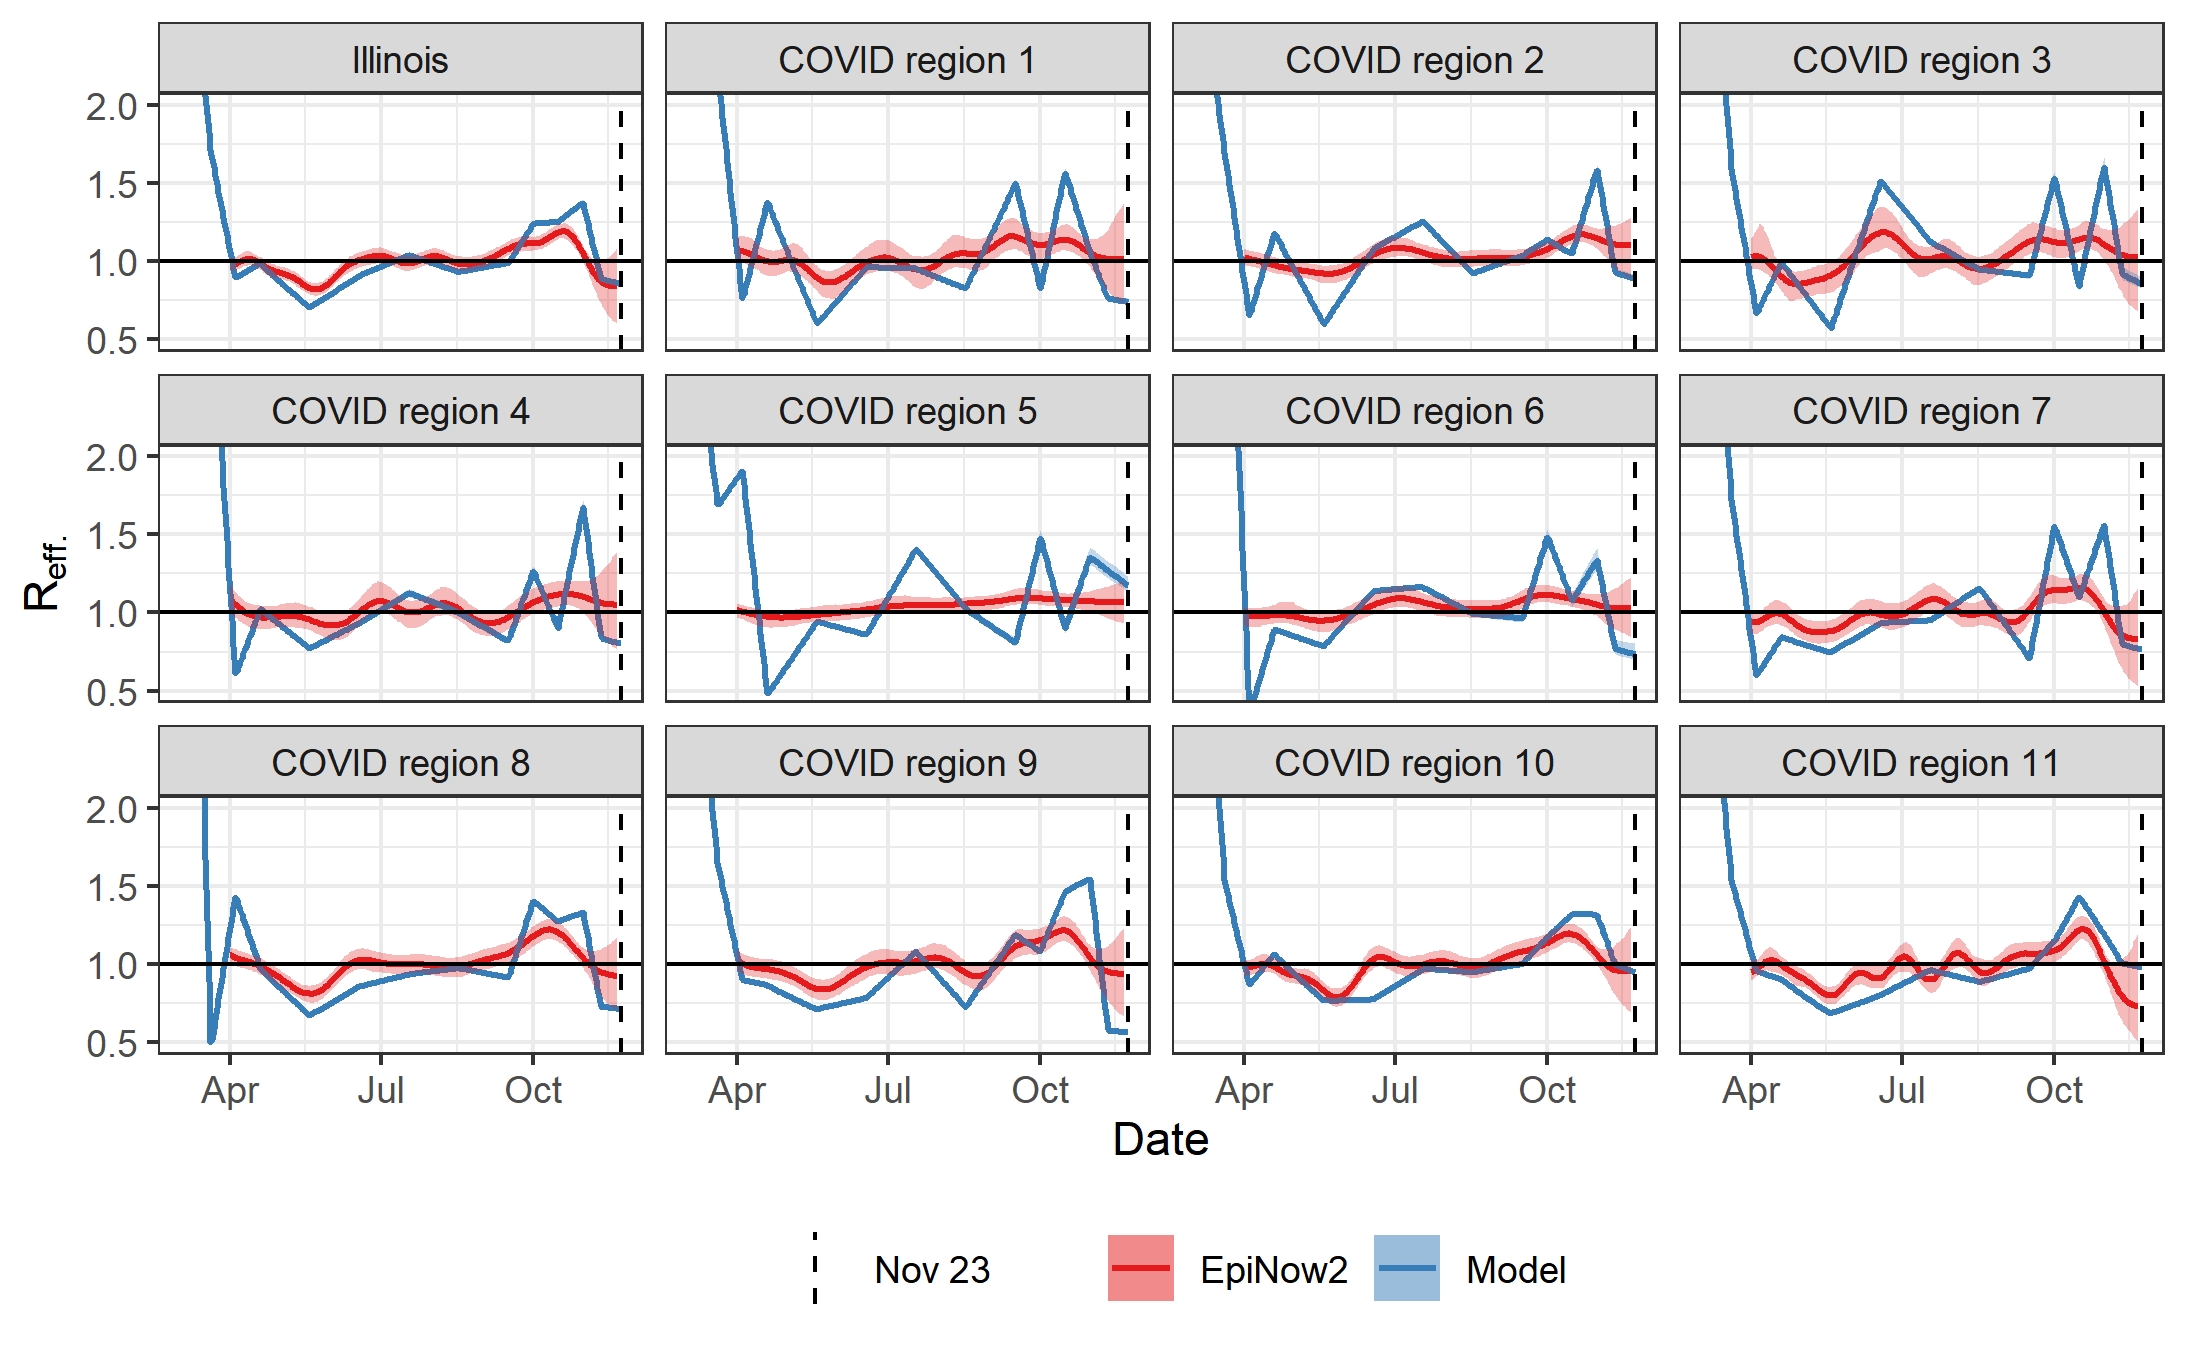 Illinois
COVID region 1
COVID region 2
COVID region 3
2.0
1.5
1.0
0.5
COVID region 4
COVID region 5
COVID region 6
COVID region 7
2.0
1.5
1.0
0.5
COVID region 8
COVID region 9
COVID region 10
COVID region 11
2.0
1.5
1.0
0.5
Reff.
Apr Jul Oct
Apr Jul Oct
Apr Jul Oct
Apr Jul Oct
Date
Nov 23 EpiNow2 Model